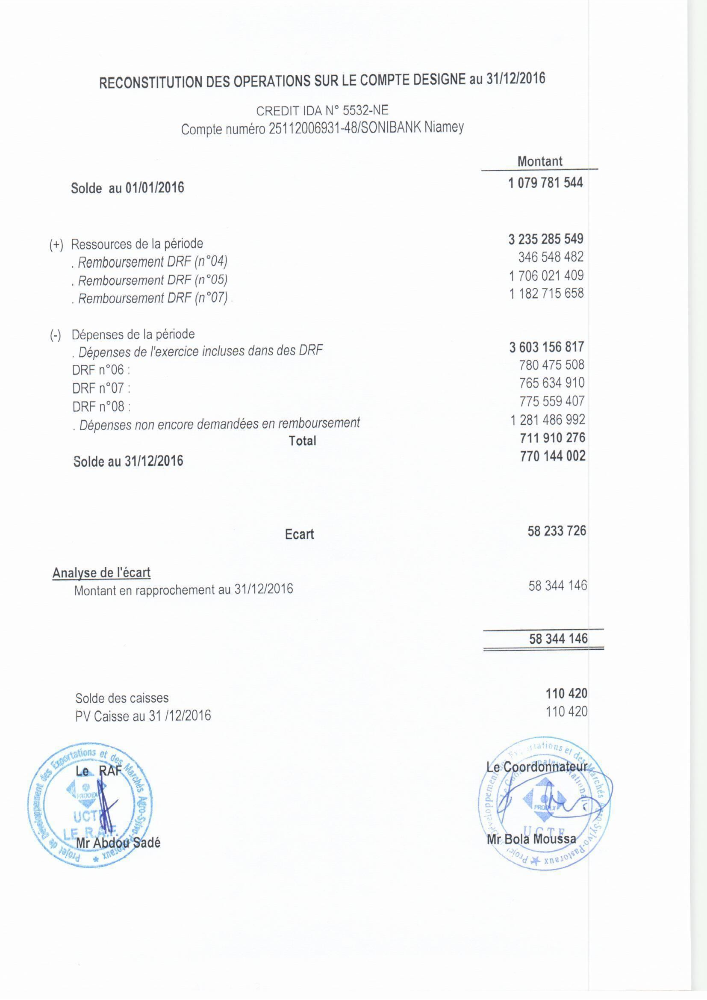 RECONSTITUTION DES OPERATIONS SUR LE COMPTE DESIGNE au 31/12/2016
CREDIT IDA N° 5532-NE
Compte numéro 25112006931-48/SONIBANK Niamey
Montant
Solde au 01/01/2016 1 079 781 544
(+) Ressources de la période 3 235 285 549
. Remboursement DRF (n°04) 346 548 482
. Remboursement DRF (n°05) 1 706 021 409
. Remboursement DRF (n°07) 1 182 715 658
(-) Dépenses de la période
. Dépenses de l'exercice incluses dans des DRF 3 603 156 817
DRF n°06 : 780 475 508
DRF n°07 : 765 634 910
DRF n°08 : 775 559 407
. Dépenses non encore demandées en remboursement 1 281 486 992
Total 711 910 276
Solde au 31/12/2016 770 144 002
Ecart 58 233 726
Analyse de l'écart
Montant en rapprochement au 31/12/2016 58 344 146
58 344 146
Solde des caisses 110 420
PV Caisse au 31 /12/2016 110 420
Le RAF
Projet de Développement des Exportations et des Marchés Agro-Sylvo-Pastoraux
PRODEX
UCTF
LE R.A.F.
Mr Abdou Sadé
Le Coordonnateur
Projet de Développement des Exportations et des Marchés Agro-Sylvo-Pastoraux
Le Coordonnateur National
PRODEX
UCTF
Mr Bola Moussa